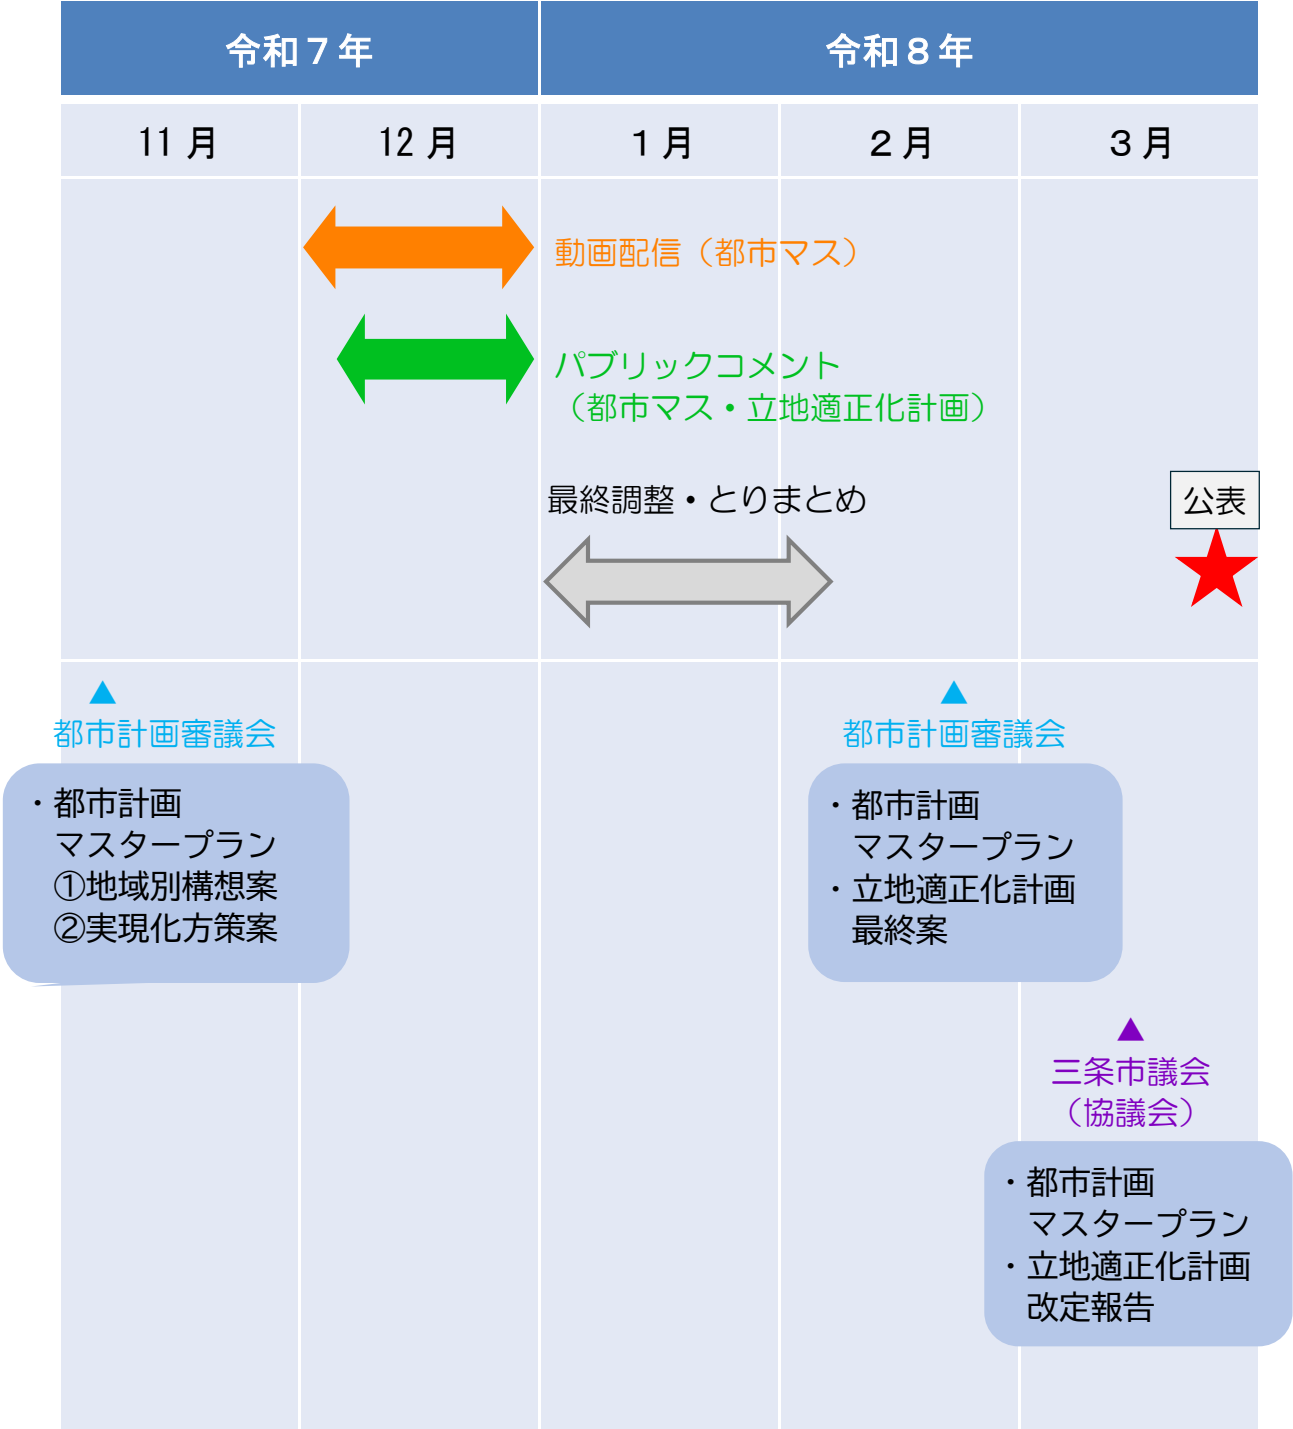 令和７年
令和８年
11 月
12 月
１月
２月
３月
動画配信（都市マス）
パブリックコメント
（都市マス・立地適正化計画）
最終調整・とりまとめ
公表
都市計画審議会
・都市計画
マスタープラン
①地域別構想案
②実現化方策案
都市計画審議会
・都市計画
マスタープラン
・立地適正化計画
最終案
三条市議会
（協議会）
・都市計画
マスタープラン
・立地適正化計画
改定報告